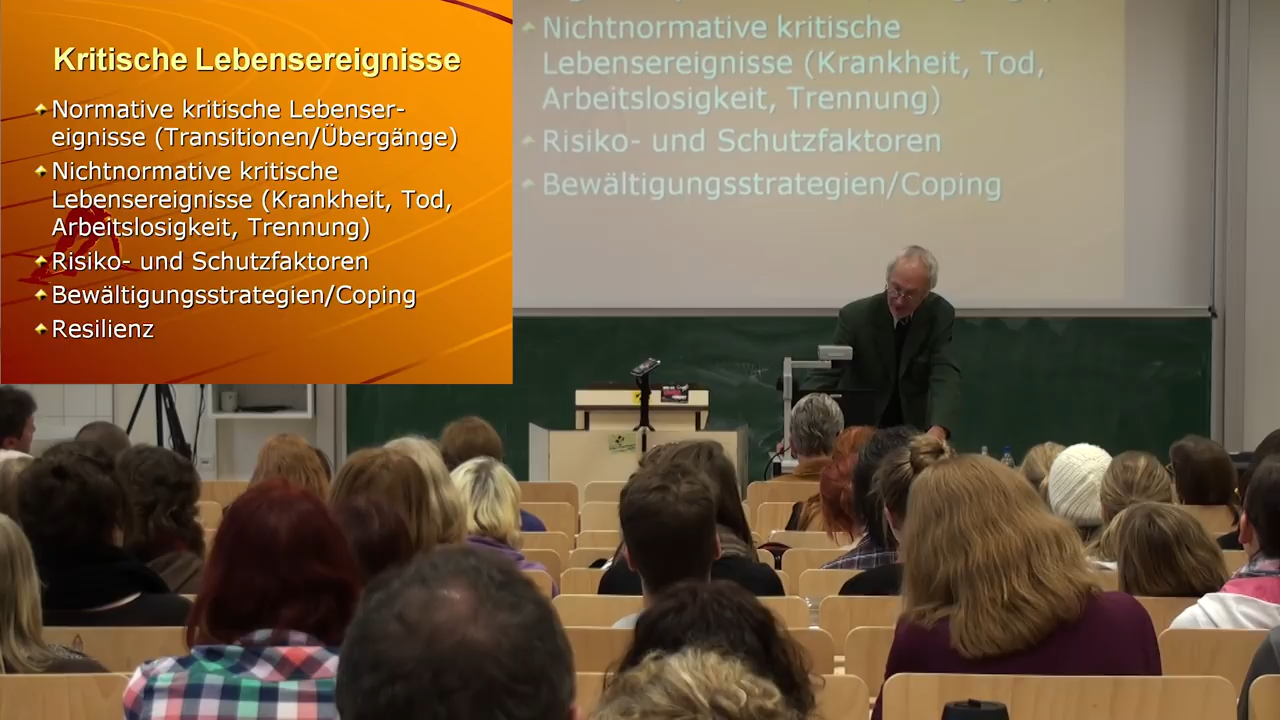 Kritische Lebensereignisse
Normative kritische Lebenser-
eignisse (Transitionen/Übergänge)
Nichtnormative kritische
Lebensereignisse (Krankheit, Tod,
Arbeitslosigkeit, Trennung)
Risiko- und Schutzfaktoren
Bewältigungsstrategien/Coping
Resilienz
Nichtnormative kritische
Lebensereignisse (Krankheit, Tod,
Arbeitslosigkeit, Trennung)
Risiko- und Schutzfaktoren
Bewältigungsstrategien/Coping